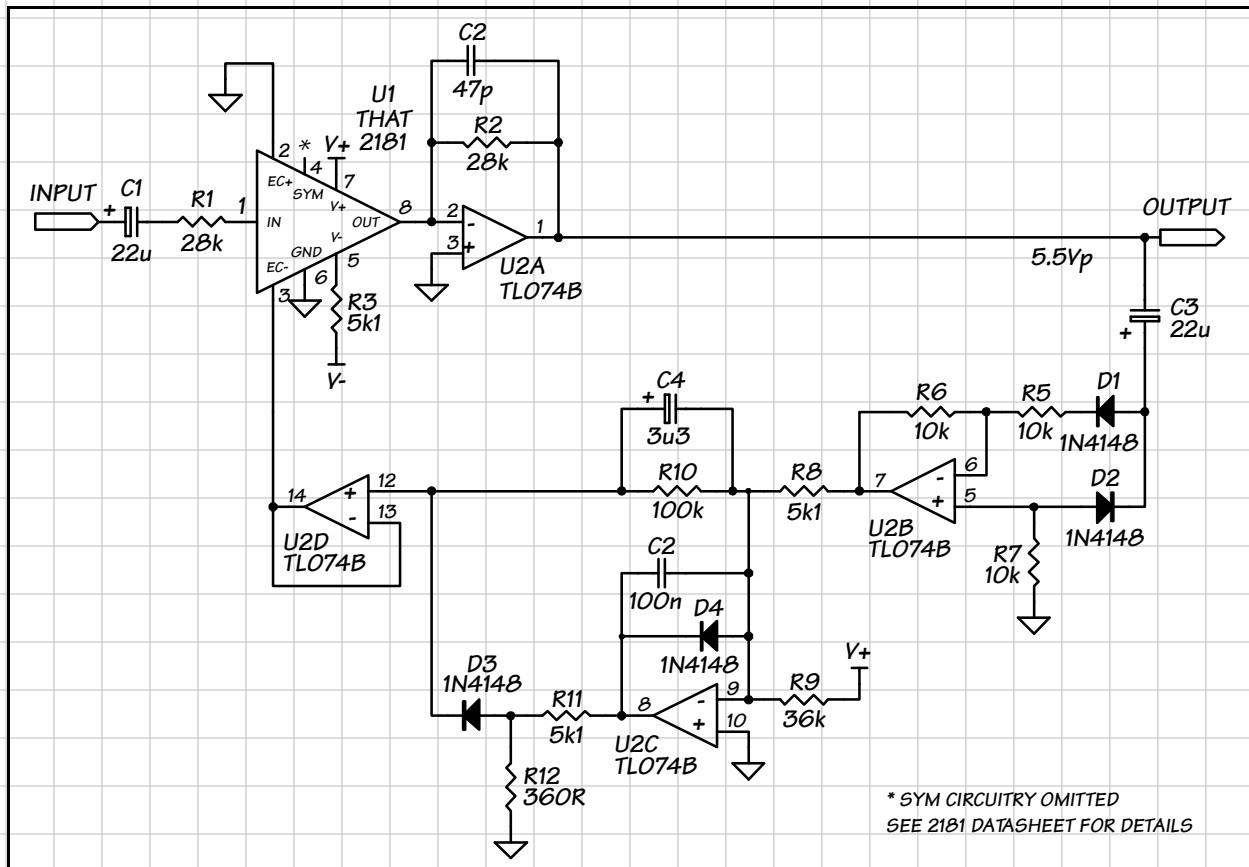 C2
47p
R2
28k
U1
THAT
2181
V+
*
2
4
7
EC+
SYM
V+
INPUT
+
C1
22u
R1
28k
1
IN
OUT
8
V-
GND
EC-
5
6
3
R3
5k1
V-
2
-
3
+
1
U2A
TL074B
OUTPUT
5.5Vp
C3
22u
+
C4
+
3u3
R10
100k
R6
10k
R5
10k
D1
1N4148
R8
5k1
7
6
-
+
5
U2B
TL074B
D2
1N4148
R7
10k
14
+
-
12
13
U2D
TL074B
C2
100n
D4
1N4148
D3
1N4148
R11
5k1
8
9
-
+
10
U2C
TL074B
R9
36k
V+
R12
360R
* SYM CIRCUITRY OMITTED
SEE 2181 DATASHEET FOR DETAILS